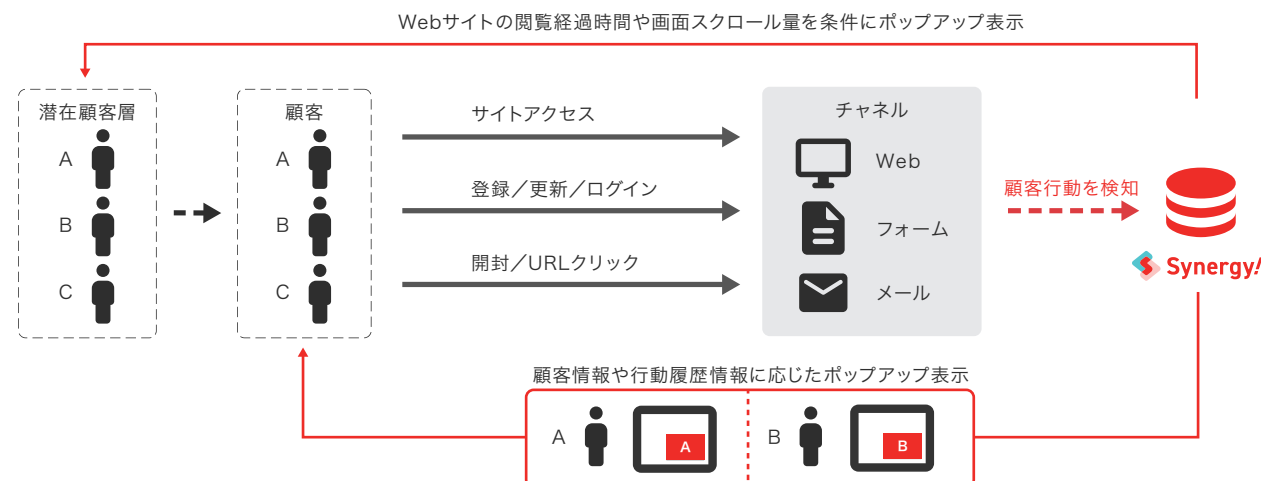 Webサイトの閲覧経過時間や画面スクロール量を条件にポップアップ表示
潜在顧客層
A
B
C
顧客
A
B
C
サイトアクセス
登録／更新／ログイン
開封／URLクリック
チャネル
Web
フォーム
メール
顧客行動を検知
Synergy!
顧客情報や行動履歴情報に応じたポップアップ表示
A
A
B
B